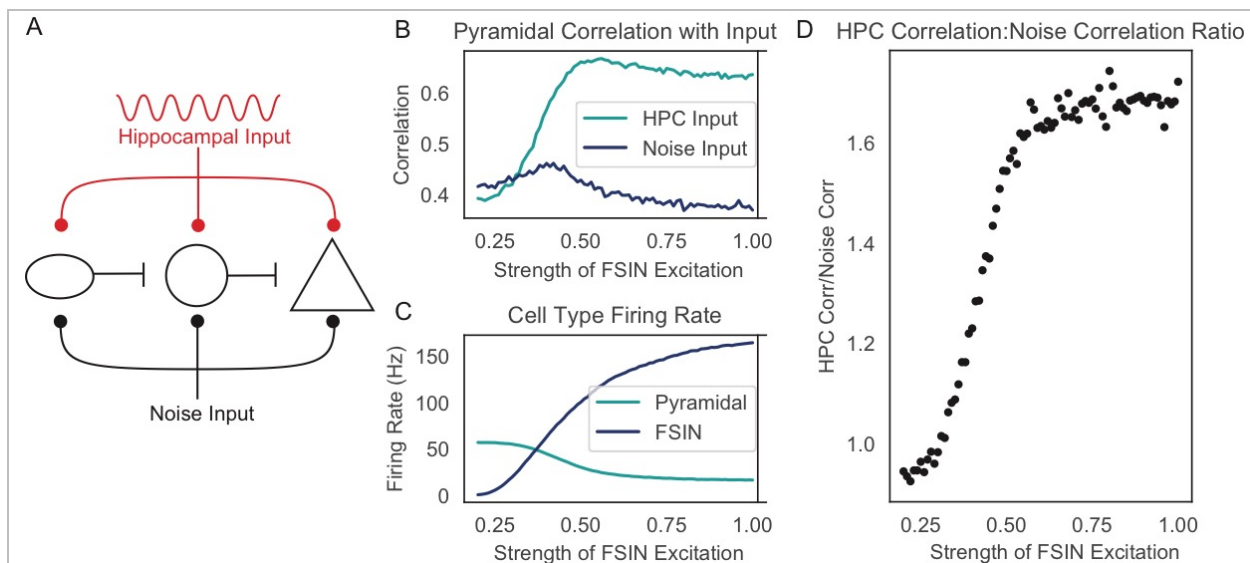 A
Hippocampal Input
Noise Input
B
Pyramidal Correlation with Input
Correlation
0.6
0.5
0.4
HPC Input
Noise Input
0.25 0.50 0.75 1.00
Strength of FSIN Excitation
C
Cell Type Firing Rate
Firing Rate (Hz)
150
100
50
0
Pyramidal
FSIN
0.25 0.50 0.75 1.00
Strength of FSIN Excitation
D
HPC Correlation:Noise Correlation Ratio
HPC Corr/Noise Corr
1.6
1.4
1.2
1.0
0.25 0.50 0.75 1.00
Strength of FSIN Excitation